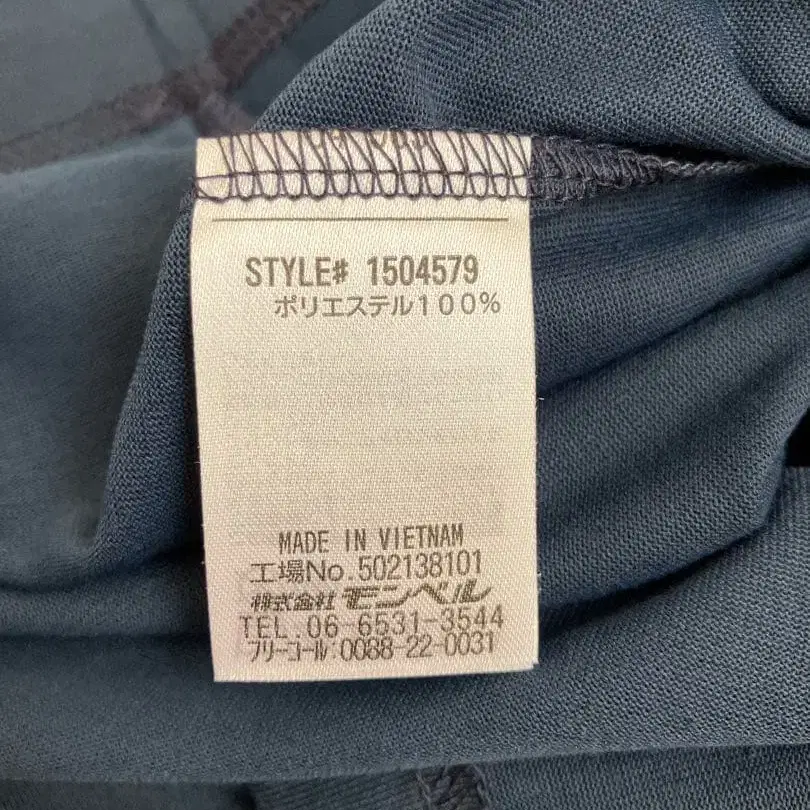 STYLE# 1504579
ポリエステル100%
MADE IN VIETNAM
工場No.502138101
株式会社モンベル
TEL.06-6531-3544
フリーコール:0088-22-0031